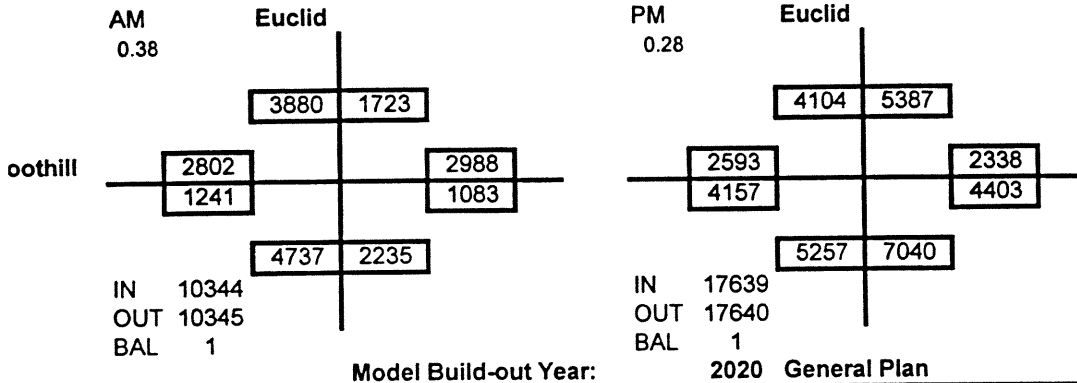 AM Euclid PM Euclid
0.38 0.28
3880 1723 4104 5387
oothill 2802 2988 2593 2338
1241 1083 4157 4403
4737 2235 5257 7040
IN 10344 IN 17639
OUT 10345 OUT 17640
BAL 1 BAL 1
Model Build-out Year: 2020 General Plan